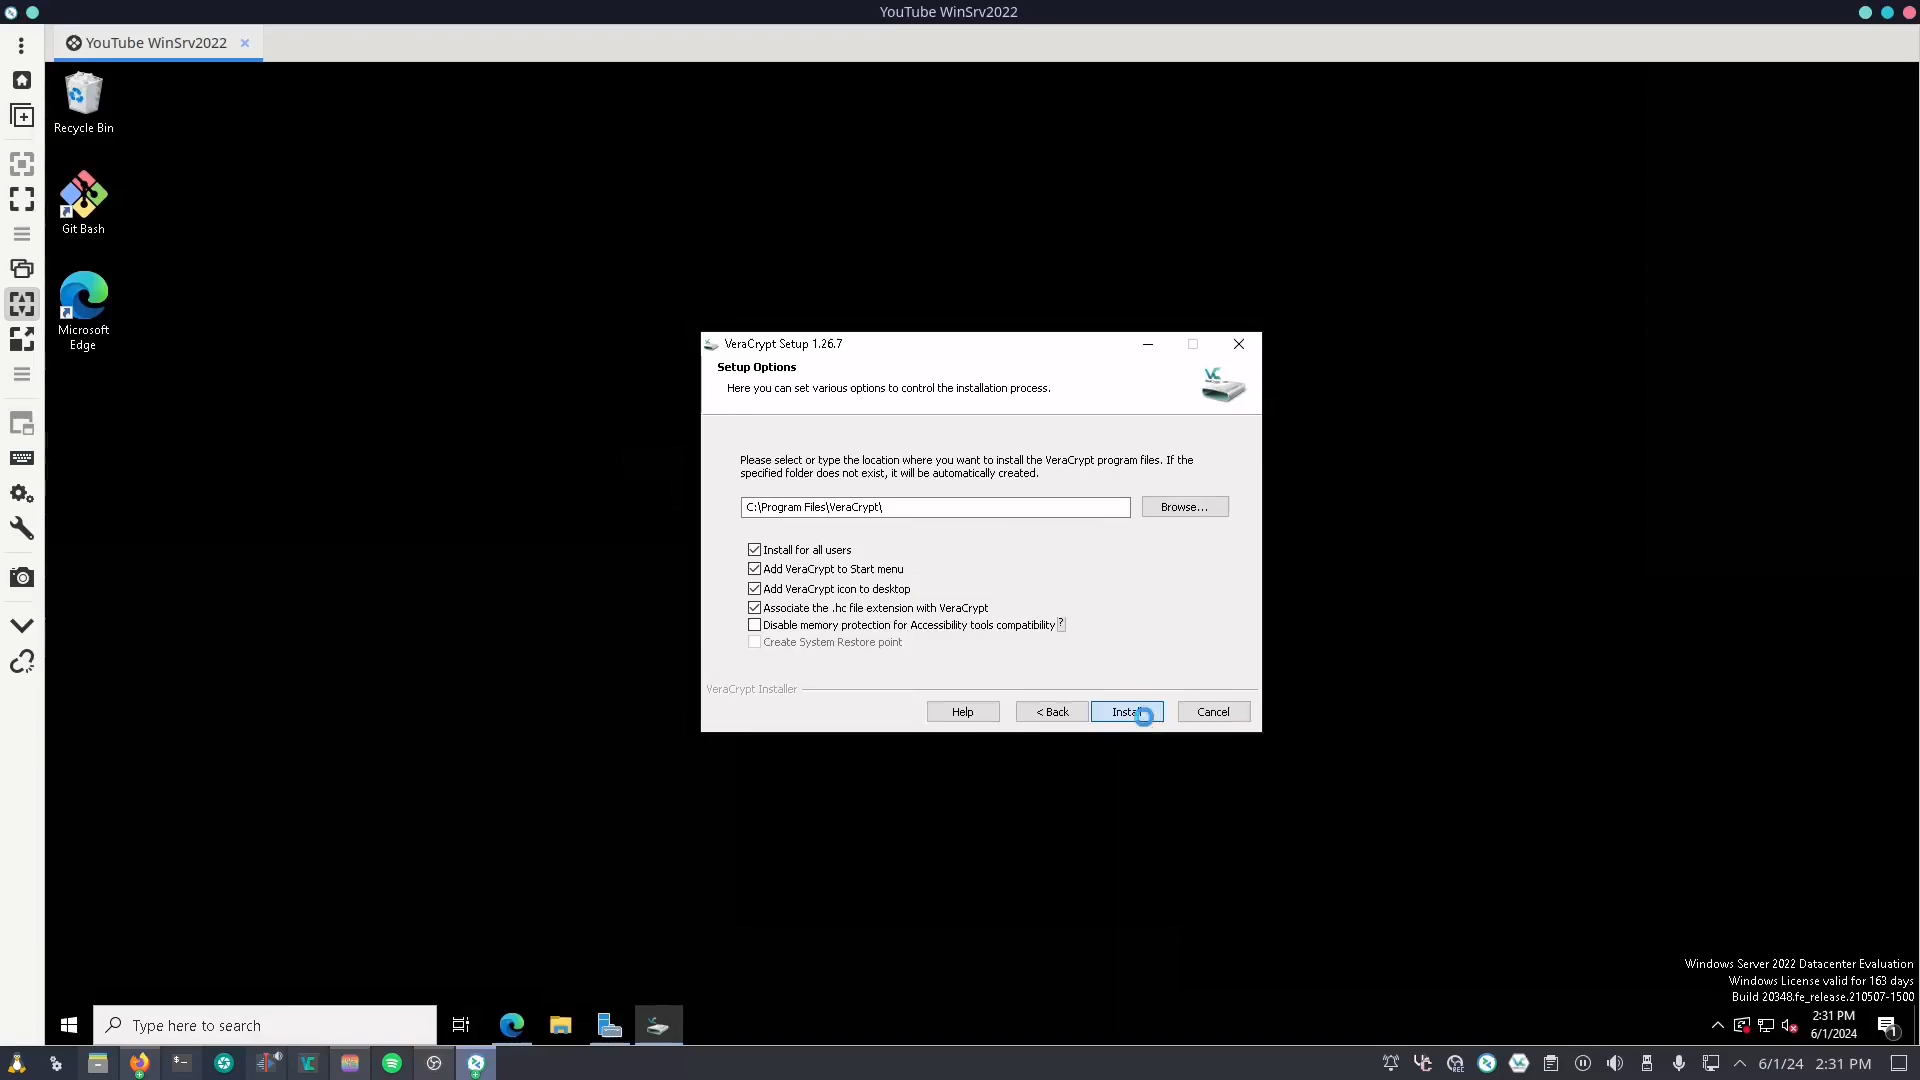 YouTube WinSrv2022
YouTube WinSrv2022
Recycle Bin
Git Bash
Microsoft
Edge
VeraCrypt Setup 1.26.7
Setup Options
Here you can set various options to control the installation process.
VC
Please select or type the location where you want to install the VeraCrypt program files. If the
specified folder does not exist, it will be automatically created.
C:\Program Files\VeraCrypt\
Browse...
Install for all users
Add VeraCrypt to Start menu
Add VeraCrypt icon to desktop
Associate the .hc file extension with VeraCrypt
Disable memory protection for Accessibility tools compatibility ?
Create System Restore point
VeraCrypt Installer
Help
< Back
Install
Cancel
Windows Server 2022 Datacenter Evaluation
Windows License valid for 163 days
Build 20348.fe_release.210507-1500
Type here to search
2:31 PM
6/1/2024
1
6/1/24
2:31 PM